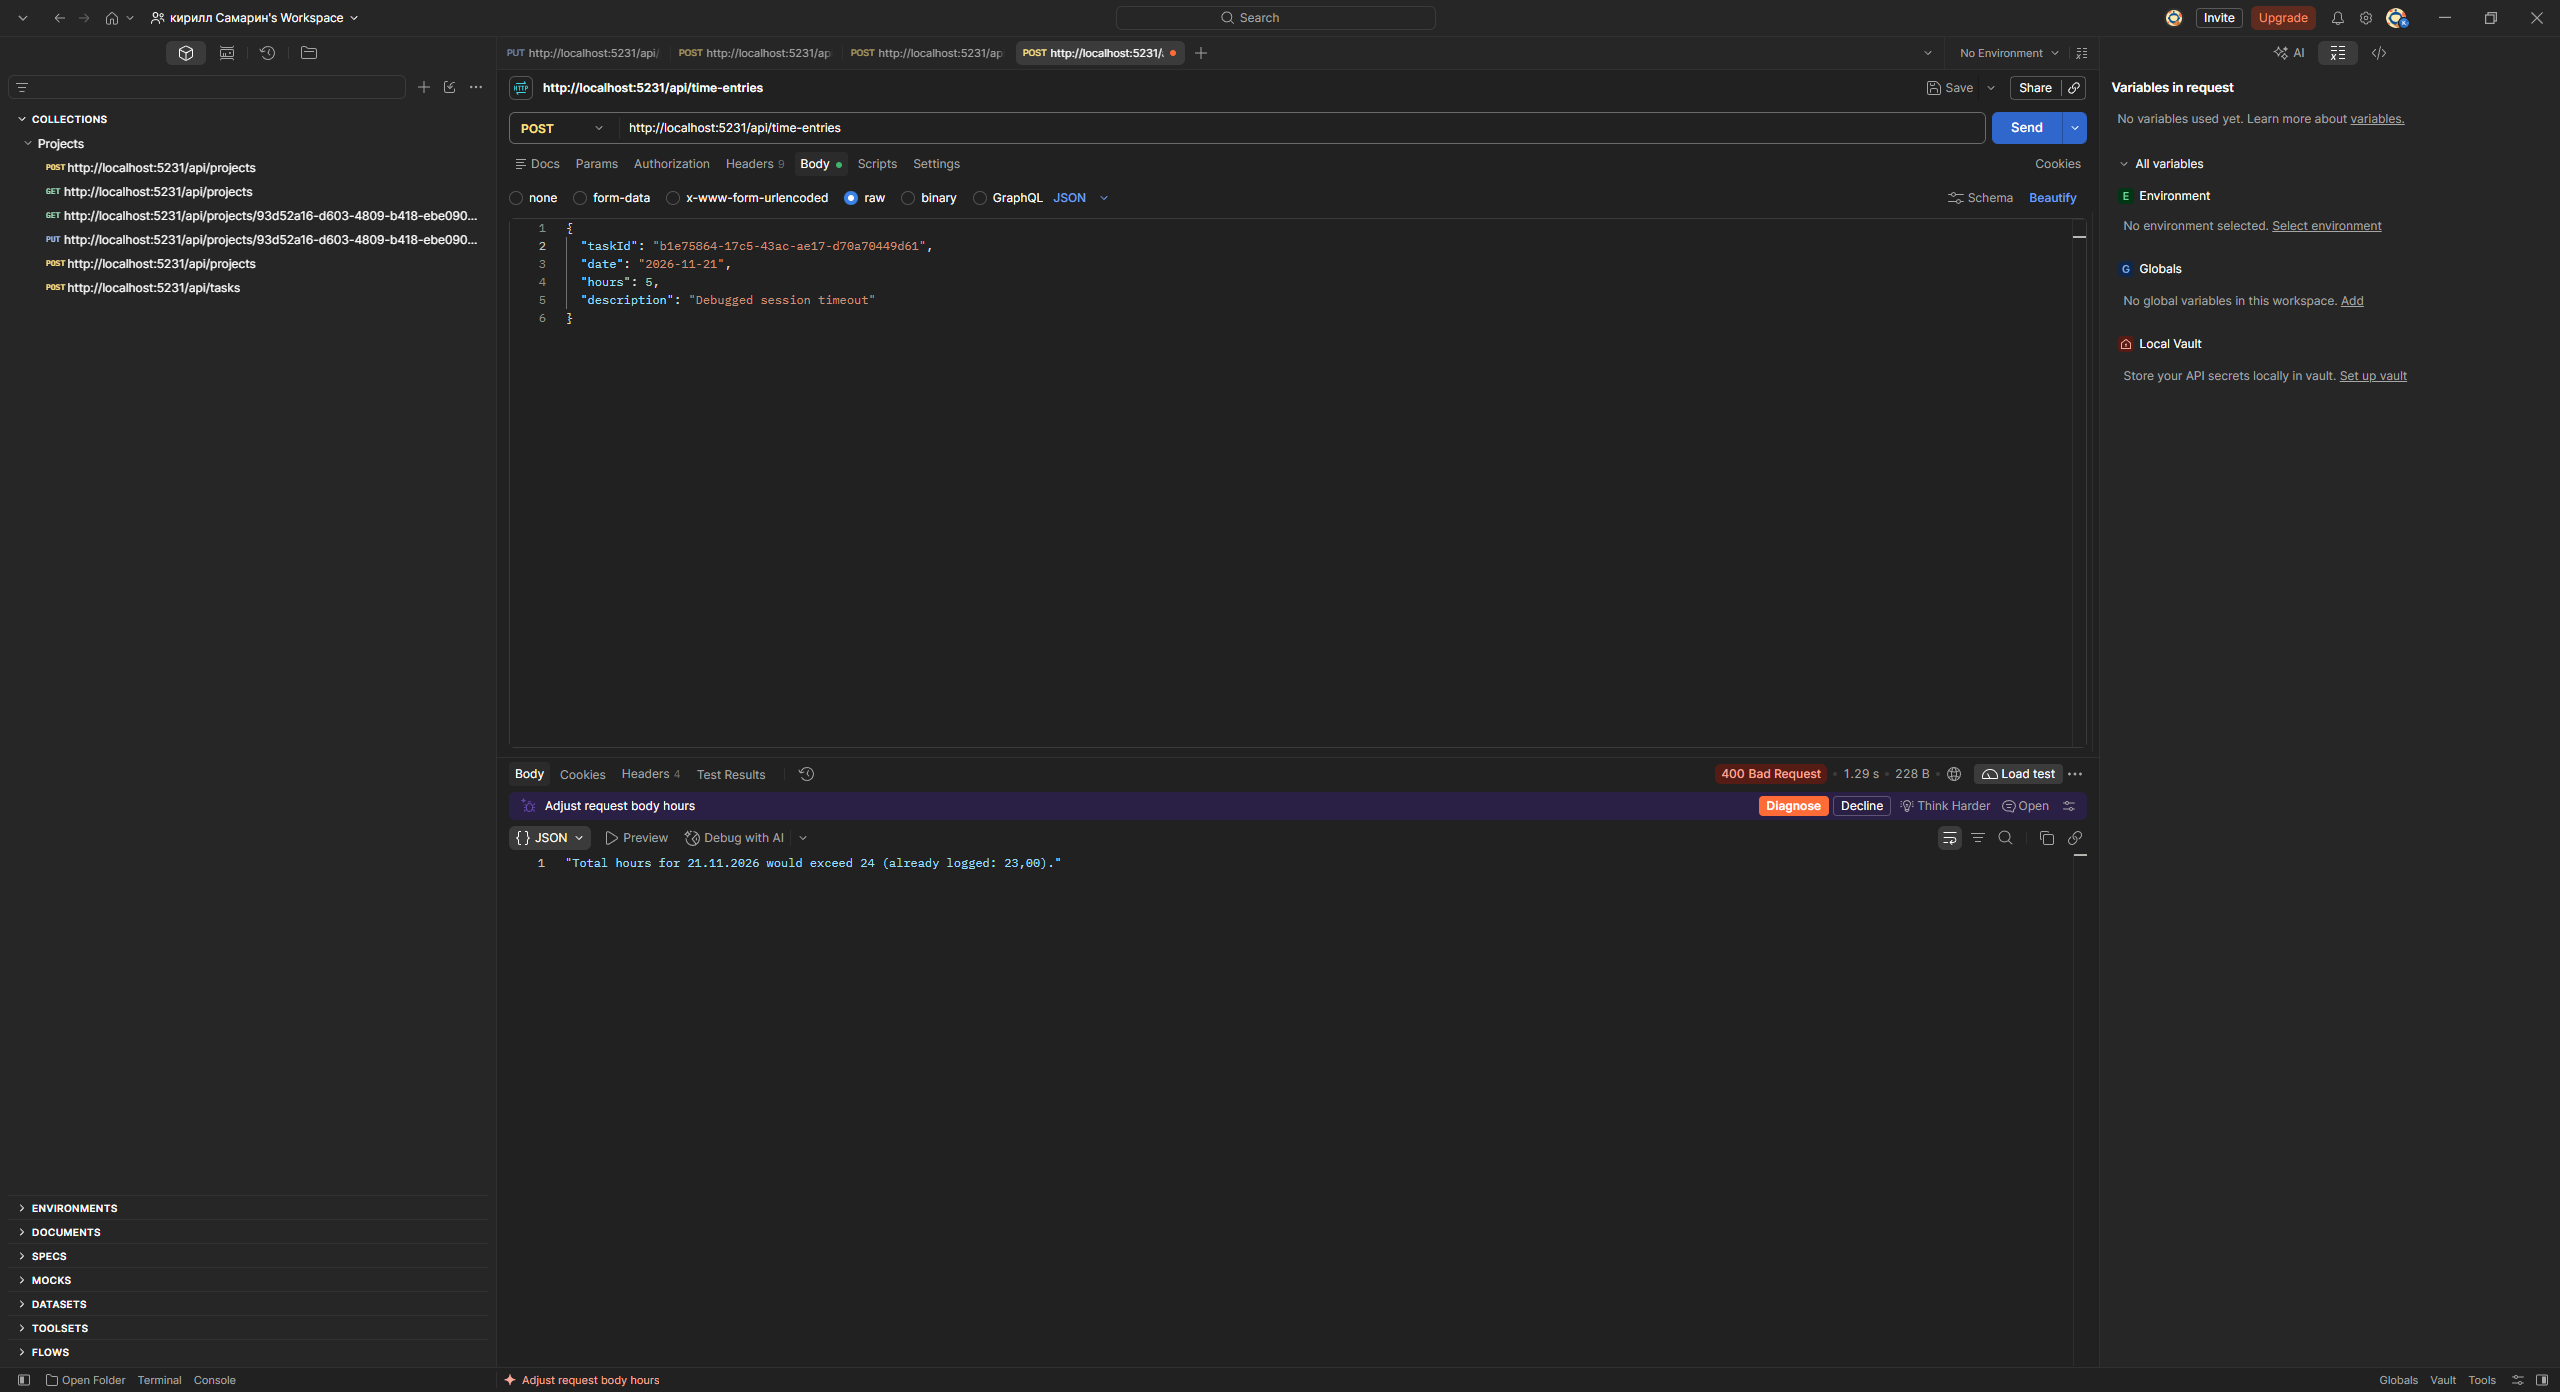 кирилл Самарин's Workspace
Search
Invite
Upgrade
COLLECTIONS
Projects
POST http://localhost:5231/api/projects
GET http://localhost:5231/api/projects
GET http://localhost:5231/api/projects/93d52a16-d603-4809-b418-ebe090...
PUT http://localhost:5231/api/projects/93d52a16-d603-4809-b418-ebe090...
POST http://localhost:5231/api/projects
POST http://localhost:5231/api/tasks
ENVIRONMENTS
DOCUMENTS
SPECS
MOCKS
DATASETS
TOOLSETS
FLOWS
PUT http://localhost:5231/api/
POST http://localhost:5231/ap
POST http://localhost:5231/ap
POST http://localhost:5231/
No Environment
HTTP http://localhost:5231/api/time-entries
Save
Share
POST http://localhost:5231/api/time-entries
Send
Docs Params Authorization Headers 9 Body Scripts Settings
Cookies
none form-data x-www-form-urlencoded raw binary GraphQL JSON
Schema Beautify
1 {
2 "taskId": "b1e75864-17c5-43ac-ae17-d70a70449d61",
3 "date": "2026-11-21",
4 "hours": 5,
5 "description": "Debugged session timeout"
6 }
Body Cookies Headers 4 Test Results
400 Bad Request • 1.29 s • 228 B
Load test
Adjust request body hours
Diagnose Decline Think Harder Open
{} JSON Preview Debug with AI
1 "Total hours for 21.11.2026 would exceed 24 (already logged: 23,00)."
AI
Variables in request
No variables used yet. Learn more about variables.
All variables
E Environment
No environment selected. Select environment
G Globals
No global variables in this workspace. Add
Local Vault
Store your API secrets locally in vault. Set up vault
Open Folder Terminal Console
Adjust request body hours
Globals Vault Tools